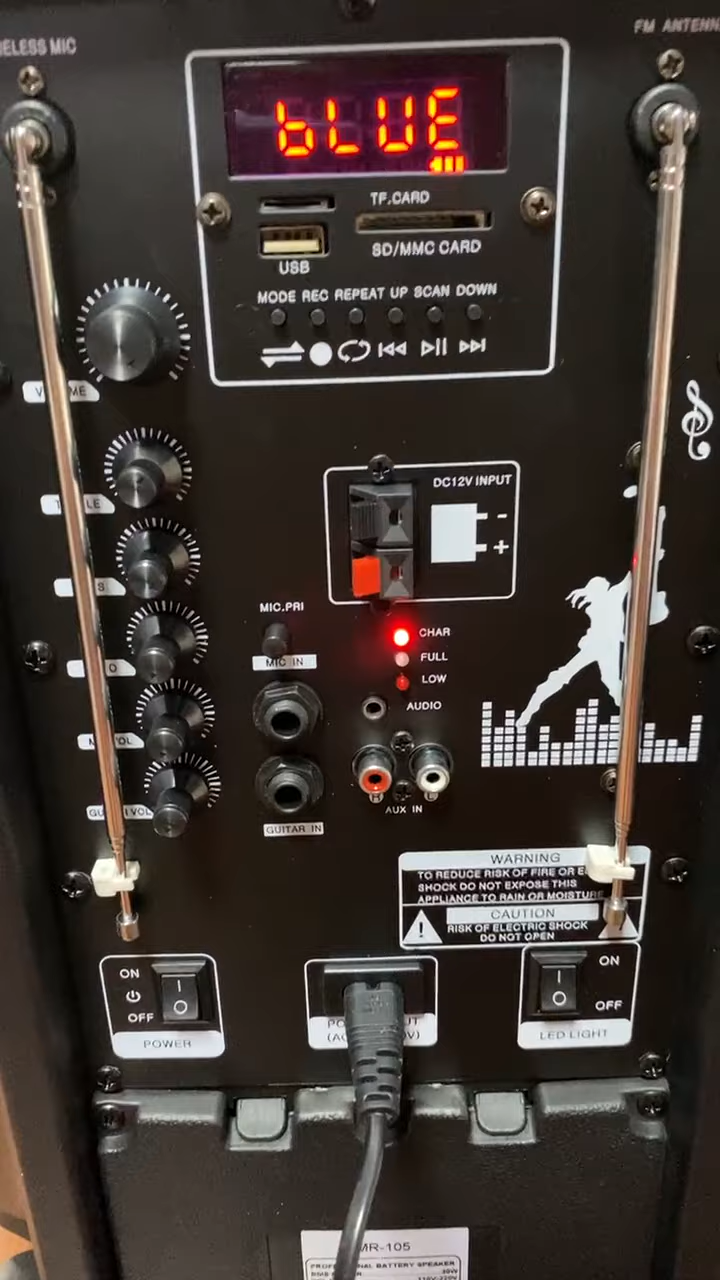 MIC
FM
bLUE
TF.CARD
SD/MMC CARD
USB
MODE REC REPEAT UP SCAN DOWN
DC12V INPUT
-
+
MIC.PRI
MIC IN
CHAR
FULL
LOW
AUDIO
AUX IN
GUITAR IN
WARNING
TO REDUCE RISK OF FIRE OR
SHOCK DO NOT EXPOSE THIS
APPLIANCE TO RAIN OR MOISTURE
CAUTION
RISK OF ELECTRIC SHOCK
DO NOT OPEN
ON
OFF
POWER
ON
OFF
LED LIGHT
MR-105
BATTERY SPEAKER